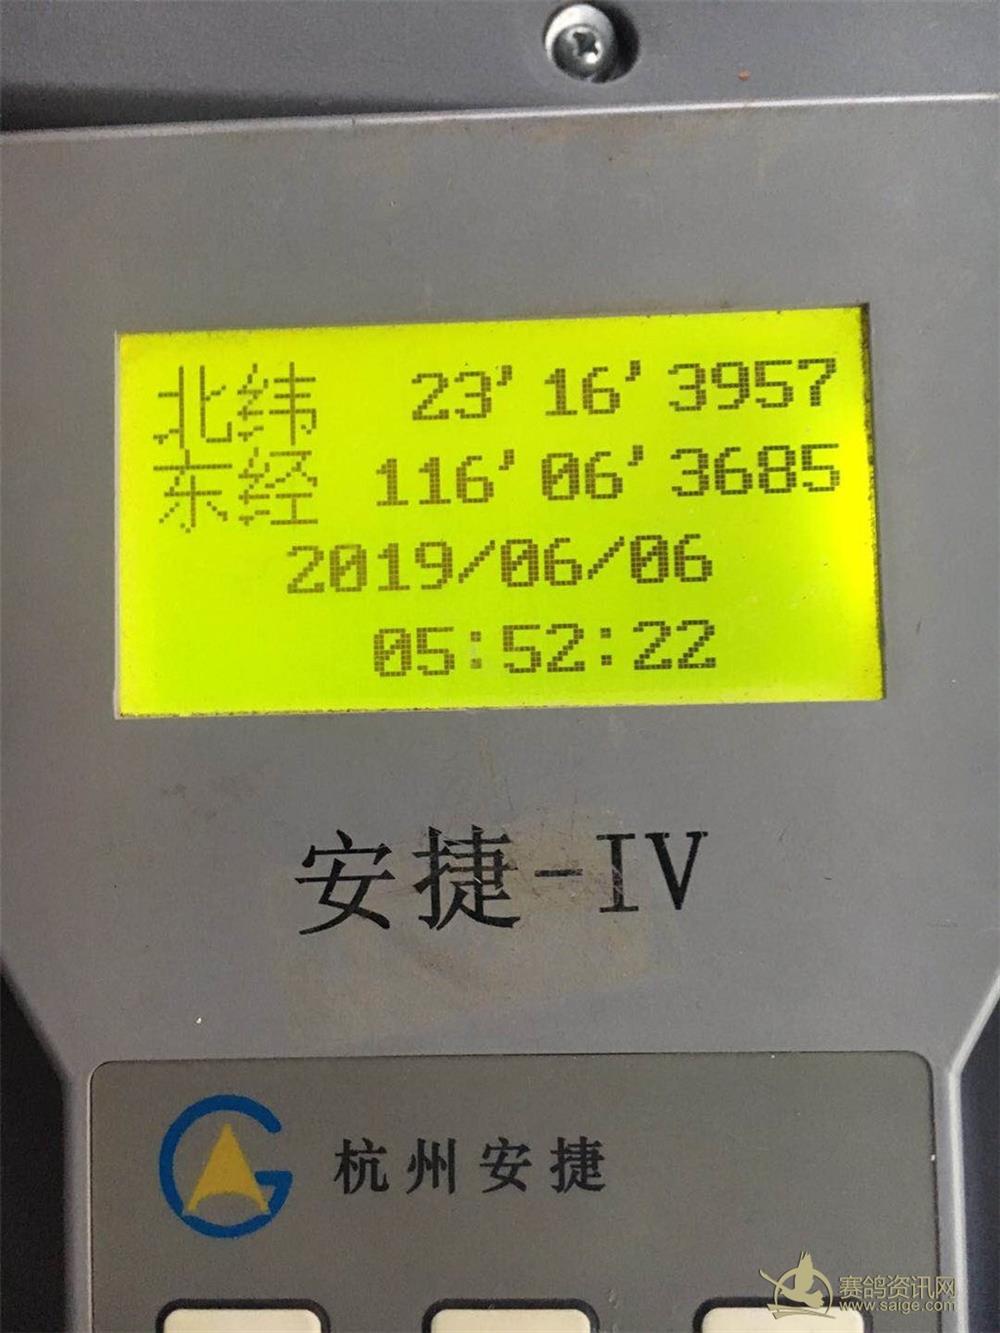 北纬 23'16'3957
东经 116'06'3685
2019/06/06
05:52:22
安捷-IV
杭州安捷
赛鸽资讯网
www.saige.com